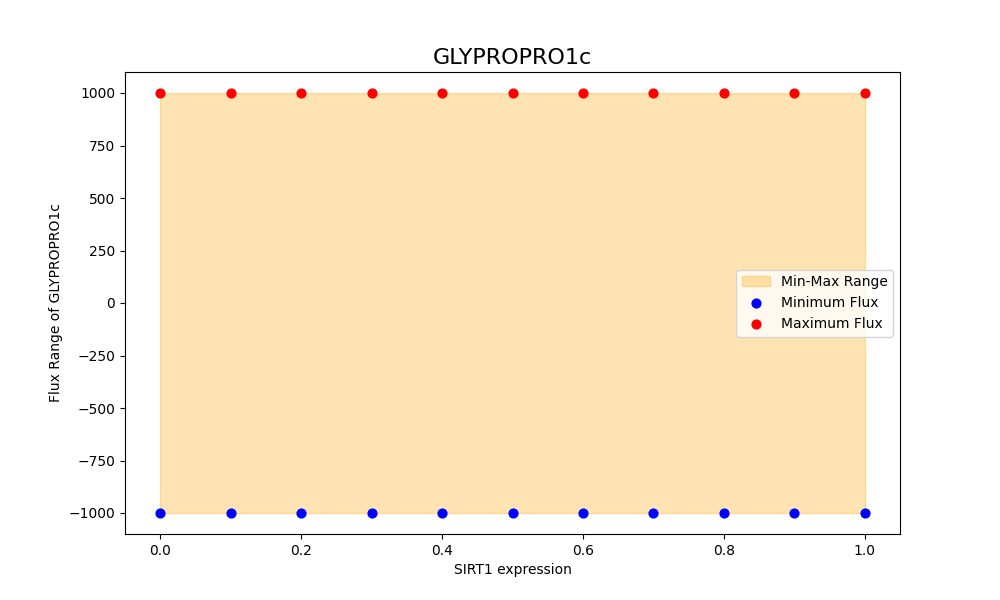 GLYPROPRO1c
Flux Range of GLYPROPRO1c
1000
750
500
250
0
−250
−500
−750
−1000
Min-Max Range
Minimum Flux
Maximum Flux
0.0 0.2 0.4 0.6 0.8 1.0
SIRT1 expression